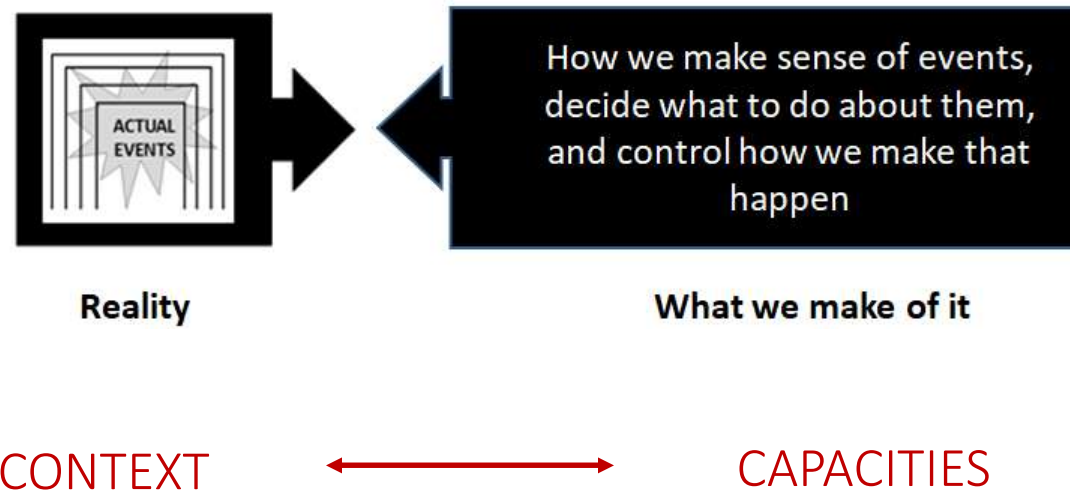 ACTUAL
EVENTS
How we make sense of events,
decide what to do about them,
and control how we make that
happen
Reality
What we make of it
CONTEXT
CAPACITIES